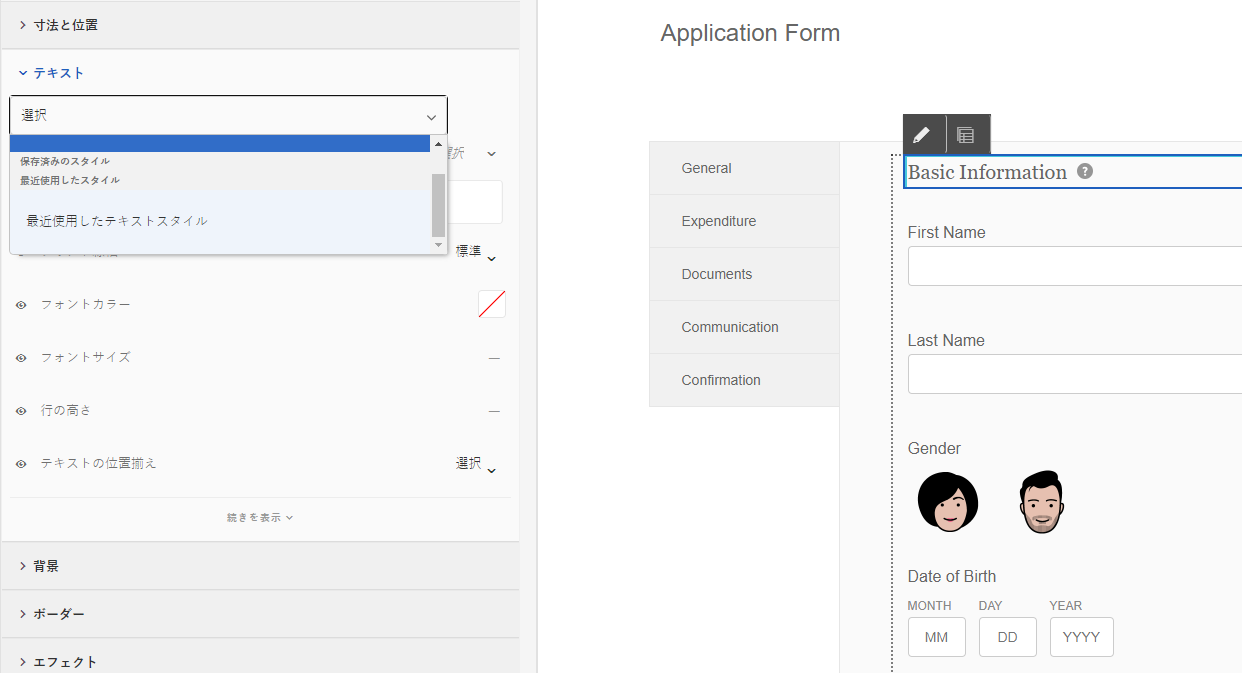 寸法と位置
テキスト
選択
保存済みのスタイル
最近使用したスタイル
最近使用したテキストスタイル
択
標準
フォントカラー
フォントサイズ
—
行の高さ
—
テキストの位置揃え
選択
続きを表示
背景
ボーダー
エフェクト
Application Form
General
Expenditure
Documents
Communication
Confirmation
Basic Information ?
First Name
Last Name
Gender
Date of Birth
MONTH DAY YEAR
MM DD YYYY